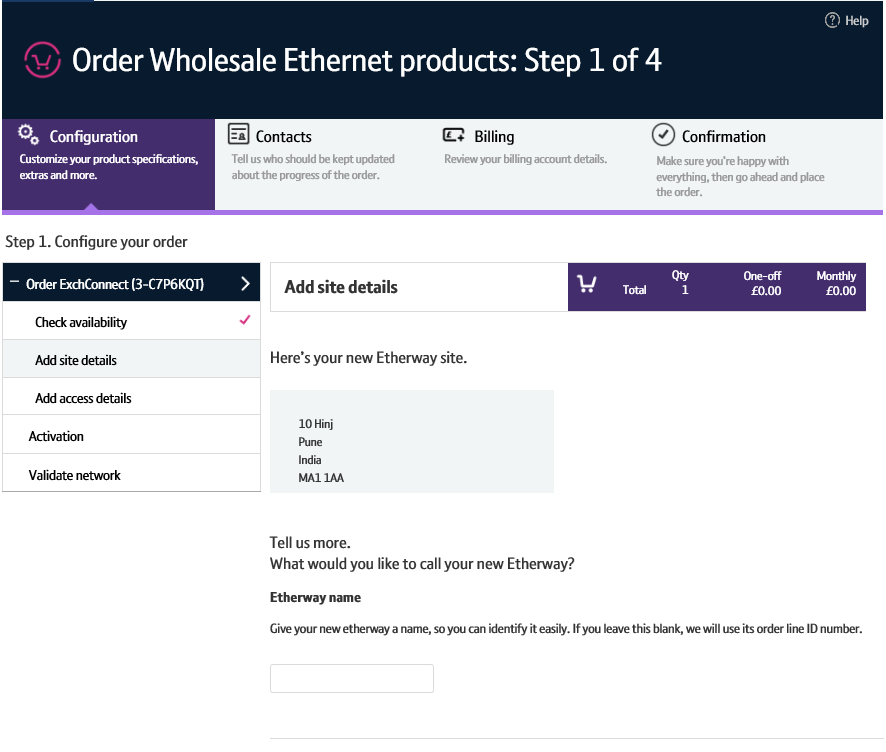 Help
Order Wholesale Ethernet products: Step 1 of 4
Configuration
Customize your product specifications,
extras and more.
Contacts
Tell us who should be kept updated
about the progress of the order.
Billing
Review your billing account details.
Confirmation
Make sure you're happy with
everything, then go ahead and place
the order.
Step 1. Configure your order
Order ExchConnect (3-C7P6KQT)
Check availability
Add site details
Add access details
Activation
Validate network
Add site details
Qty One-off Monthly
Total 1 £0.00 £0.00
Here's your new Etherway site.
10 Hinj
Pune
India
MA1 1AA
Tell us more.
What would you like to call your new Etherway?
Etherway name
Give your new etherway a name, so you can identify it easily. If you leave this blank, we will use its order line ID number.